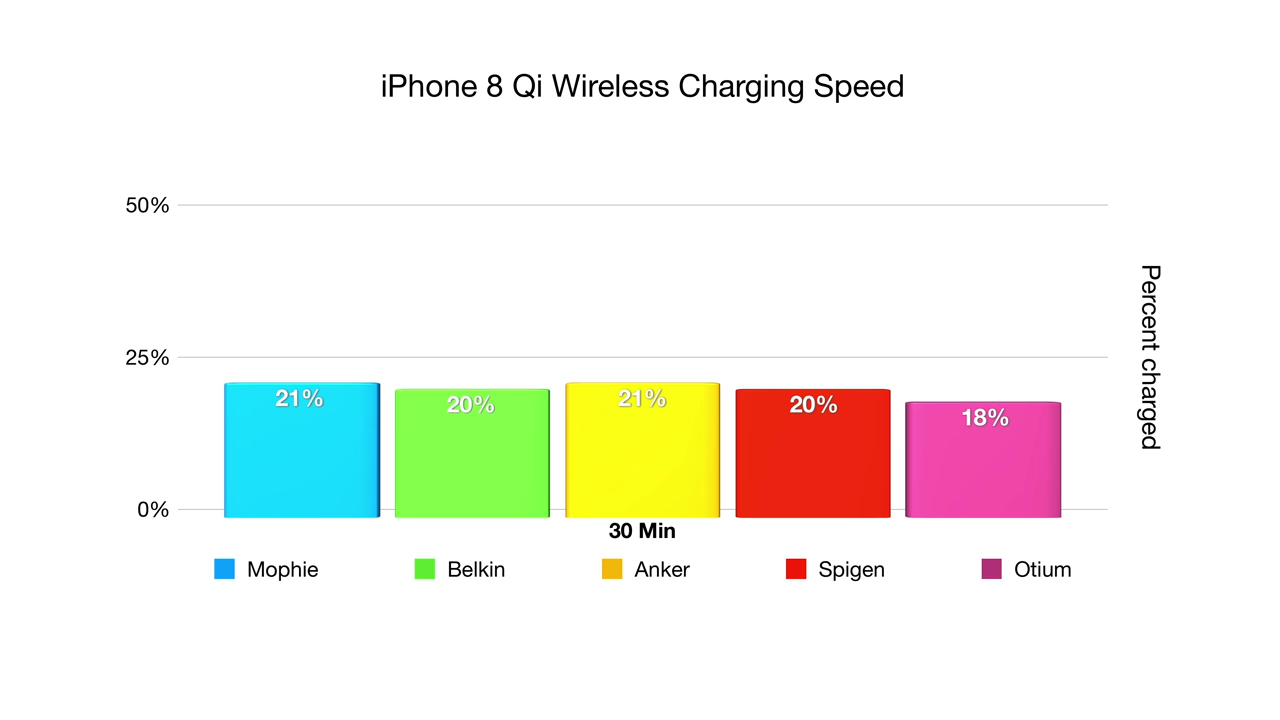 iPhone 8 Qi Wireless Charging Speed
50%
25%
0%
21%
20%
21%
20%
18%
Percent charged
30 Min
Mophie
Belkin
Anker
Spigen
Otium